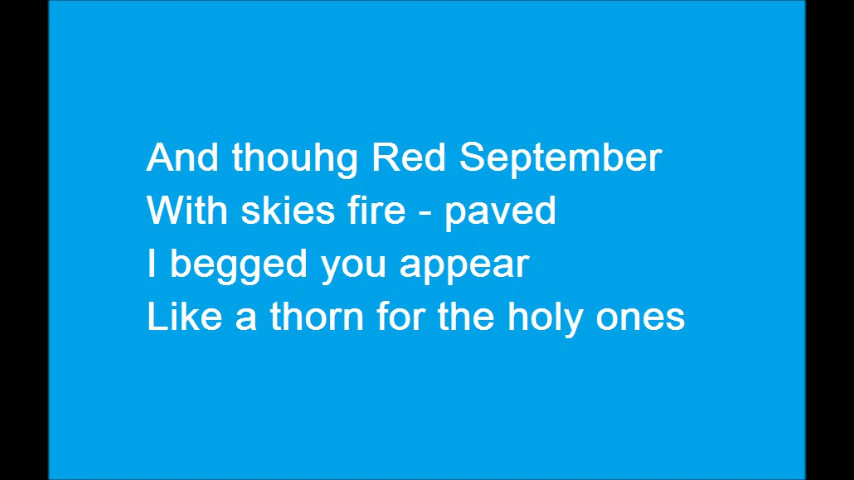 And thouhg Red September
With skies fire - paved
I begged you appear
Like a thorn for the holy ones